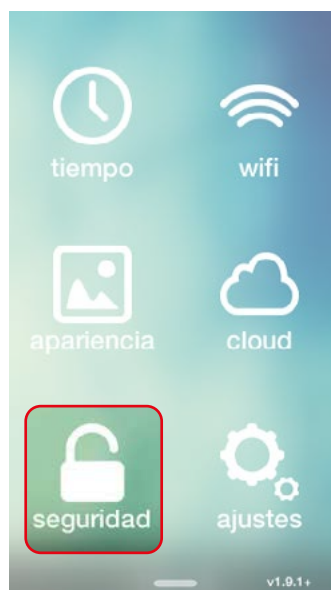 tiempo
wifi
apariencia
cloud
seguridad
ajustes
v1.9.1+